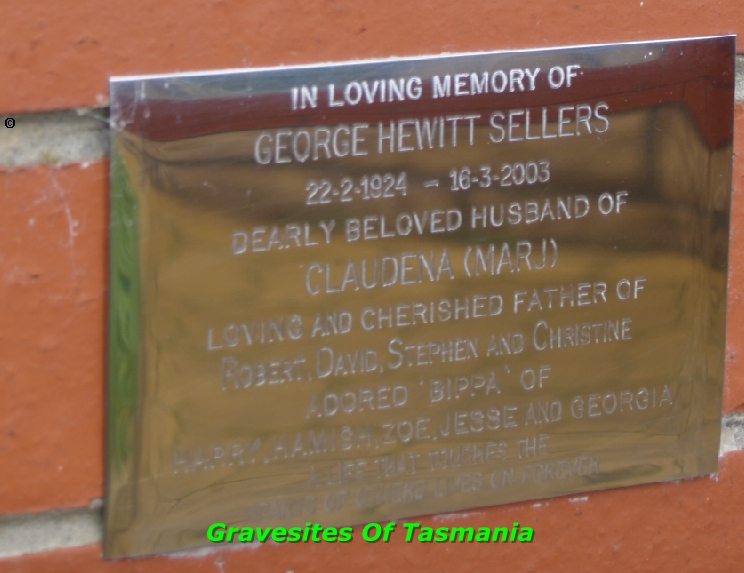 ©
IN LOVING MEMORY OF
GEORGE HEWITT SELLERS
22-2-1924 - 16-3-2003
DEARLY BELOVED HUSBAND OF
CLAUDENA (MARJ)
LOVING AND CHERISHED FATHER OF
ROBERT, DAVID, STEPHEN AND CHRISTINE
ADORED 'BIPPA' OF
HARRY, HAMISH, ZOE, JESSE AND GEORGIA
A LIFE THAT TOUCHES THE
OF LIVES ON FOREVER
Gravesites Of Tasmania